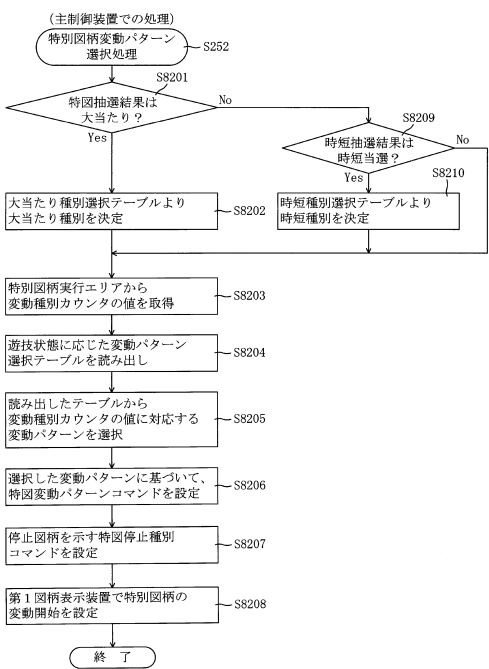 （主制御装置での処理）
特別図柄変動パターン
選択処理
S252
S8201
特図抽選結果は
大当たり？
No
Yes
S8209
時短抽選結果は
時短当選？
No
Yes
S8210
大当たり種別選択テーブルより
大当たり種別を決定
S8202
時短種別選択テーブルより
時短種別を決定
特別図柄実行エリアから
変動種別カウンタの値を取得
S8203
遊技状態に応じた変動パターン
選択テーブルを読み出し
S8204
読み出したテーブルから
変動種別カウンタの値に対応する
変動パターンを選択
S8205
選択した変動パターンに基づいて、
特図変動パターンコマンドを設定
S8206
停止図柄を示す特図停止種別
コマンドを設定
S8207
第１図柄表示装置で特別図柄の
変動開始を設定
S8208
終 了